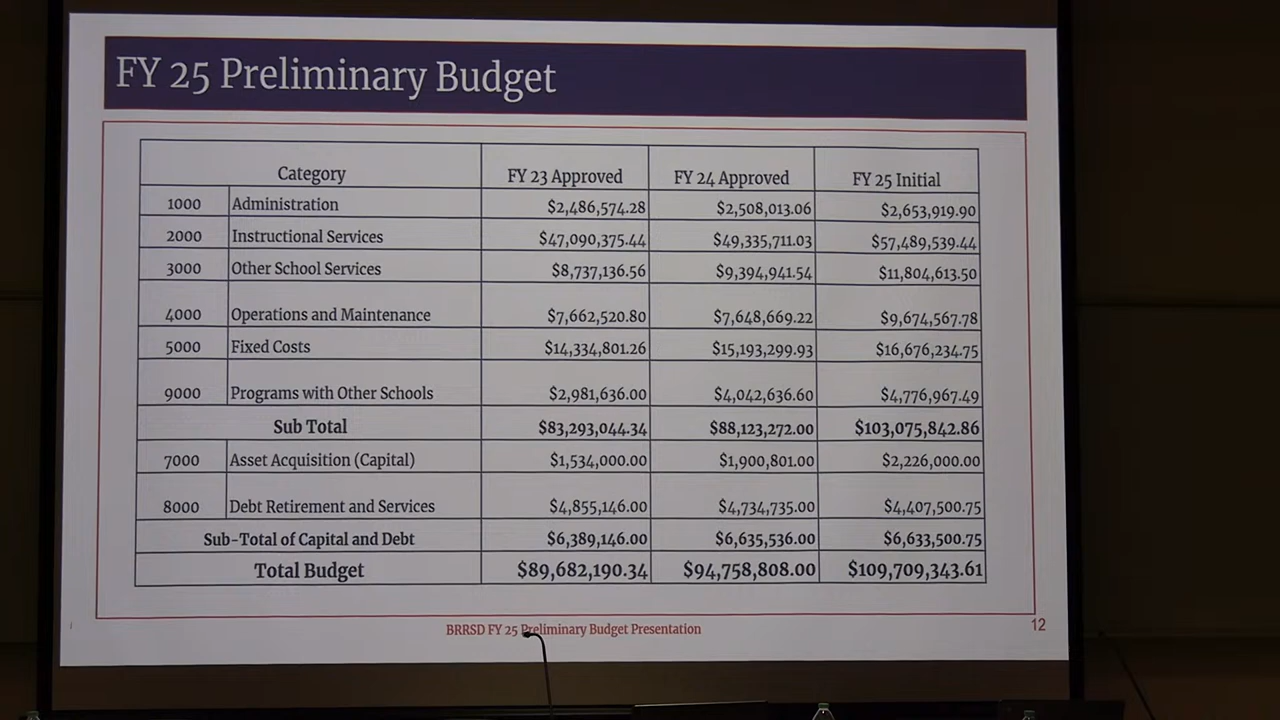 FY 25 Preliminary Budget
Category FY 23 Approved FY 24 Approved FY 25 Initial
1000 Administration $2,486,574.28 $2,508,013.06 $2,653,919.90
2000 Instructional Services $47,090,375.44 $49,335,711.03 $57,489,539.44
3000 Other School Services $8,737,136.56 $9,394,941.54 $11,804,613.50
4000 Operations and Maintenance $7,662,520.80 $7,648,669.22 $9,674,567.78
5000 Fixed Costs $14,334,801.26 $15,193,299.93 $16,676,234.75
9000 Programs with Other Schools $2,981,636.00 $4,042,636.60 $4,776,967.49
Sub Total $83,293,044.34 $88,123,272.00 $103,075,842.86
7000 Asset Acquisition (Capital) $1,534,000.00 $1,900,801.00 $2,226,000.00
8000 Debt Retirement and Services $4,855,146.00 $4,734,735.00 $4,407,500.75
Sub-Total of Capital and Debt $6,389,146.00 $6,635,536.00 $6,633,500.75
Total Budget $89,682,190.34 $94,758,808.00 $109,709,343.61
BRRSD FY 25 Preliminary Budget Presentation 12